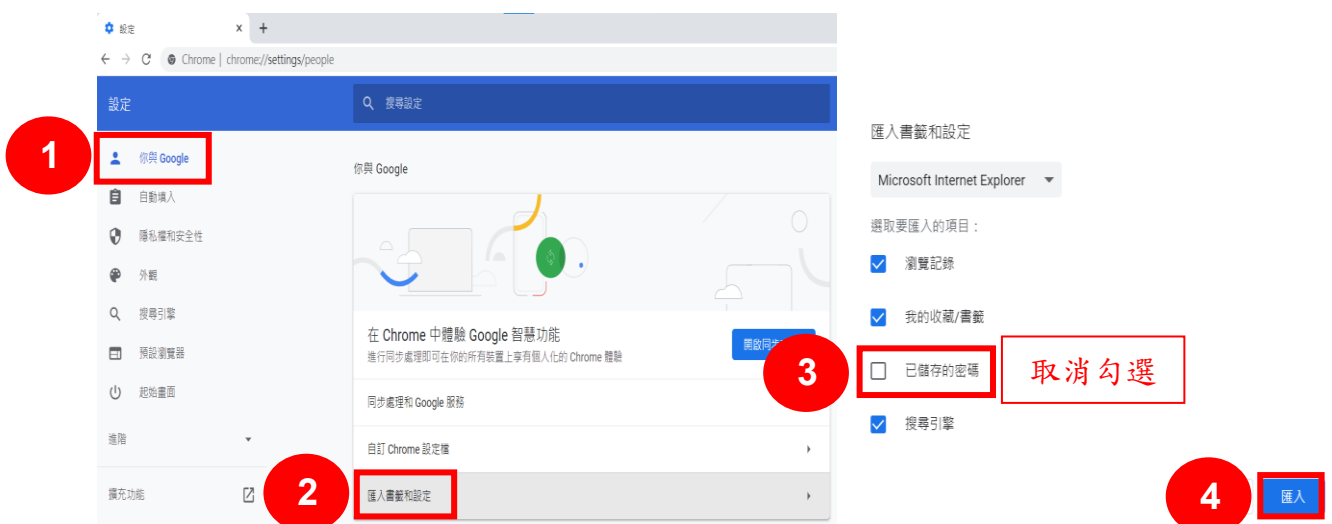 設定 x +
Chrome | chrome://settings/people
設定
搜尋設定
1
你與 Google
自動填入
隱私權和安全性
外觀
搜尋引擎
預設瀏覽器
起始畫面
進階
擴充功能
你與 Google
在 Chrome 中體驗 Google 智慧功能
進行同步處理即可在你的所有裝置上享有個人化的 Chrome 體驗
開啟同步
同步處理和 Google 服務
自訂 Chrome 設定檔
2
匯入書籤和設定
匯入書籤和設定
Microsoft Internet Explorer
選取要匯入的項目：
瀏覽記錄
我的收藏/書籤
3
已儲存的密碼
取消勾選
搜尋引擎
4
匯入